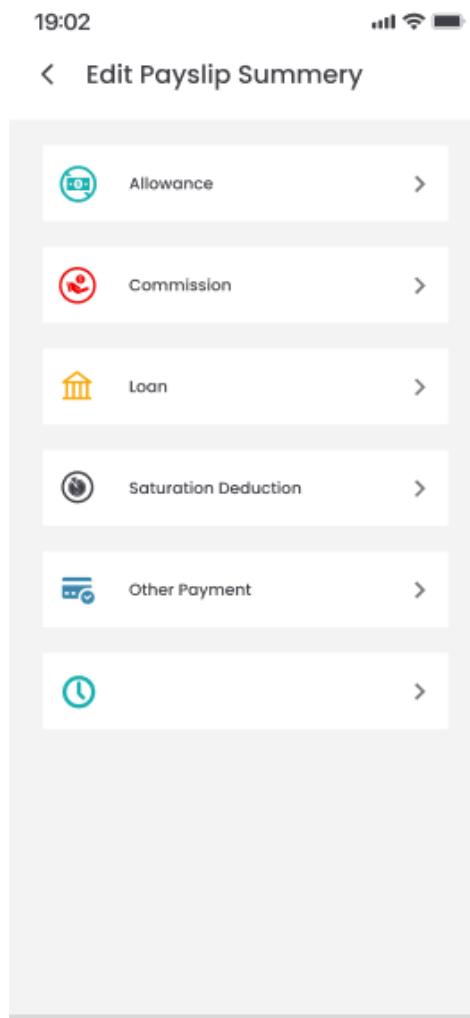 19:02
Edit Payslip Summery
Allowance
Commission
Loan
Saturation Deduction
Other Payment